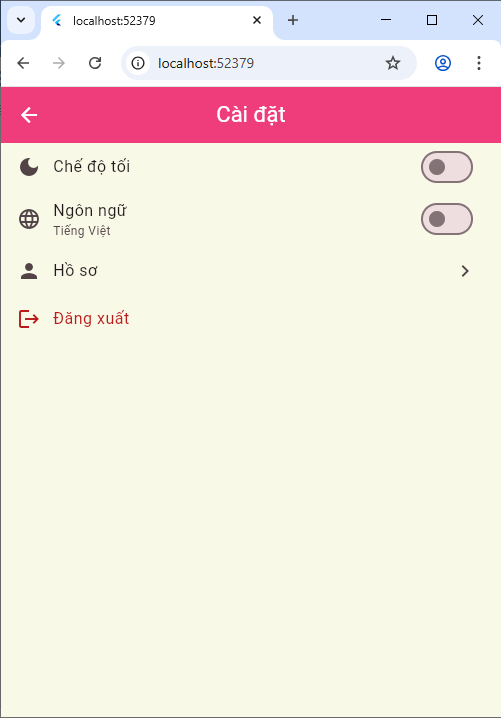 localhost:52379
localhost:52379
Cài đặt
Chế độ tối
Ngôn ngữ
Tiếng Việt
Hồ sơ
Đăng xuất